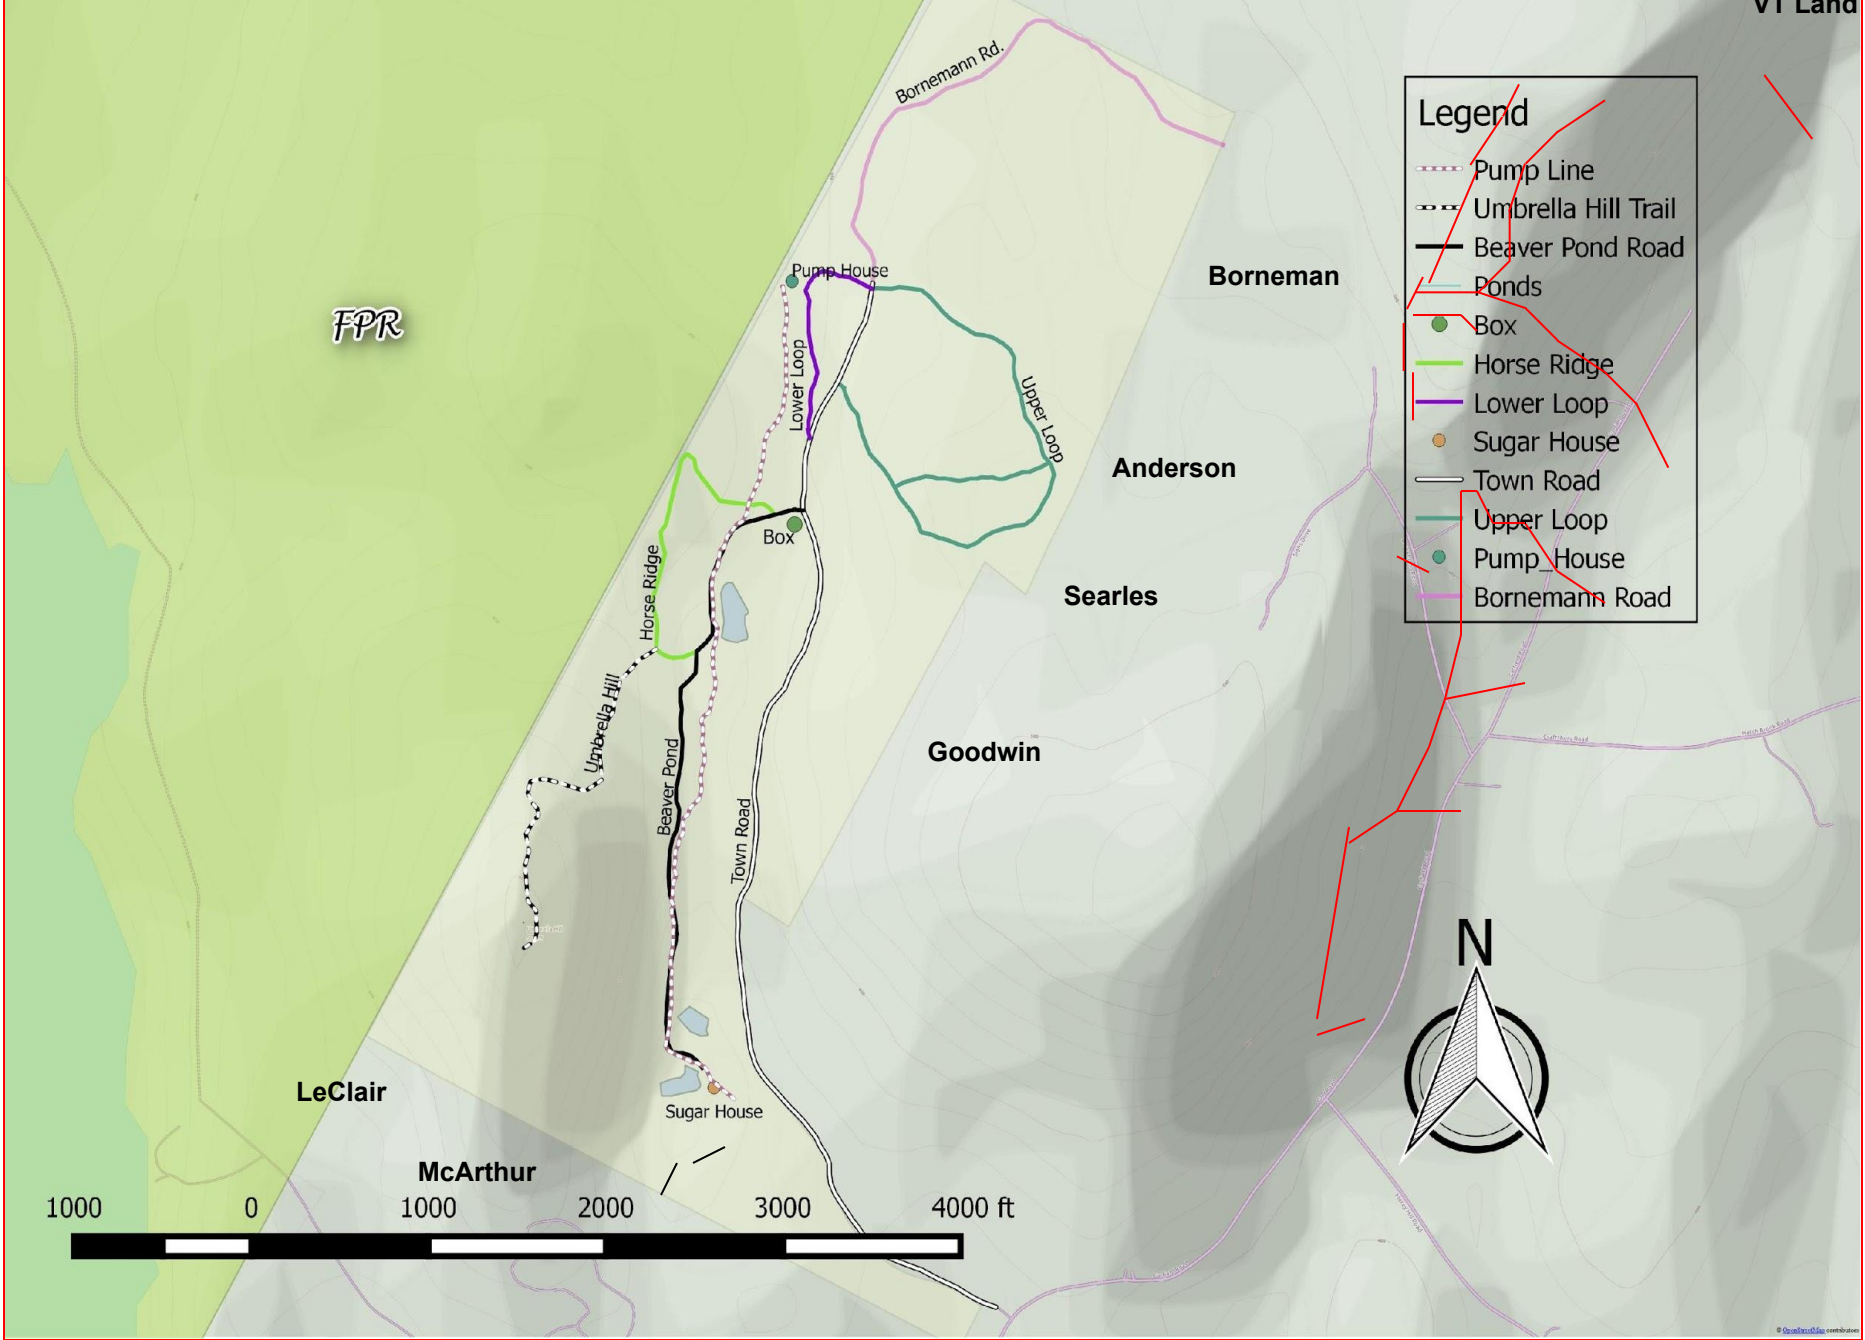 VT Land
Bornemann Rd.
Legend
Pump Line
Umbrella Hill Trail
Beaver Pond Road
Ponds
Box
Horse Ridge
Lower Loop
Sugar House
Town Road
Upper Loop
Pump_House
Bornemann Road
Pump House
Borneman
FPR
Lower Loop
Upper Loop
Anderson
Box
Horse Ridge
Searles
Umbrella Hill
Beaver Pond
Goodwin
Town Road
N
LeClair
Sugar House
McArthur
1000 0 1000 2000 3000 4000 ft
© OpenStreetMap contributors